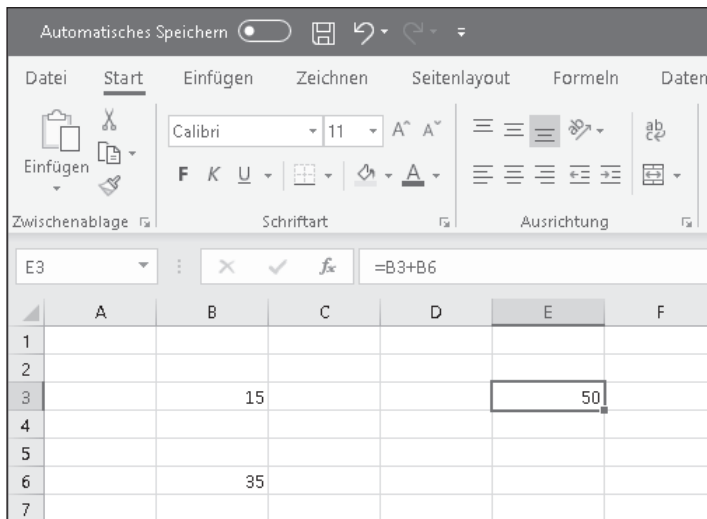 Automatisches Speichern
Datei Start Einfügen Zeichnen Seitenlayout Formeln Daten
Einfügen
Calibri 11 A A
ab
F K U A
Zwischenablage Schriftart Ausrichtung
E3 fx =B3+B6
A B C D E F
1
2
3 15 50
4
5
6 35
7